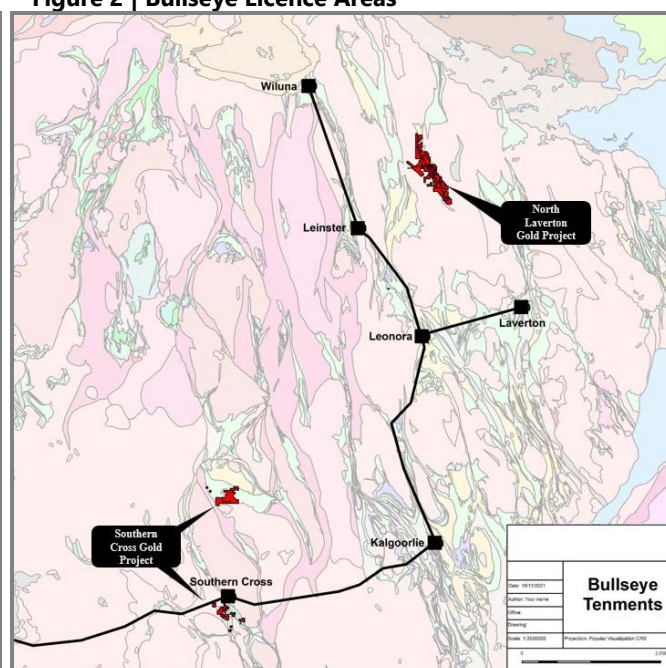 Figure 2 | Bullseye Licence Areas
Wiluna
North
Laverton
Gold Project
Leinster
Laverton
Leonora
Southern
Cross Gold
Project
Kalgoorlie
Southern Cross
Date: 18/11/2021
Author: Your name
Office:
Drawing:
Scale: 1:3500000
Projection: Popular Visualisation CRS
Bullseye
Tenments
0